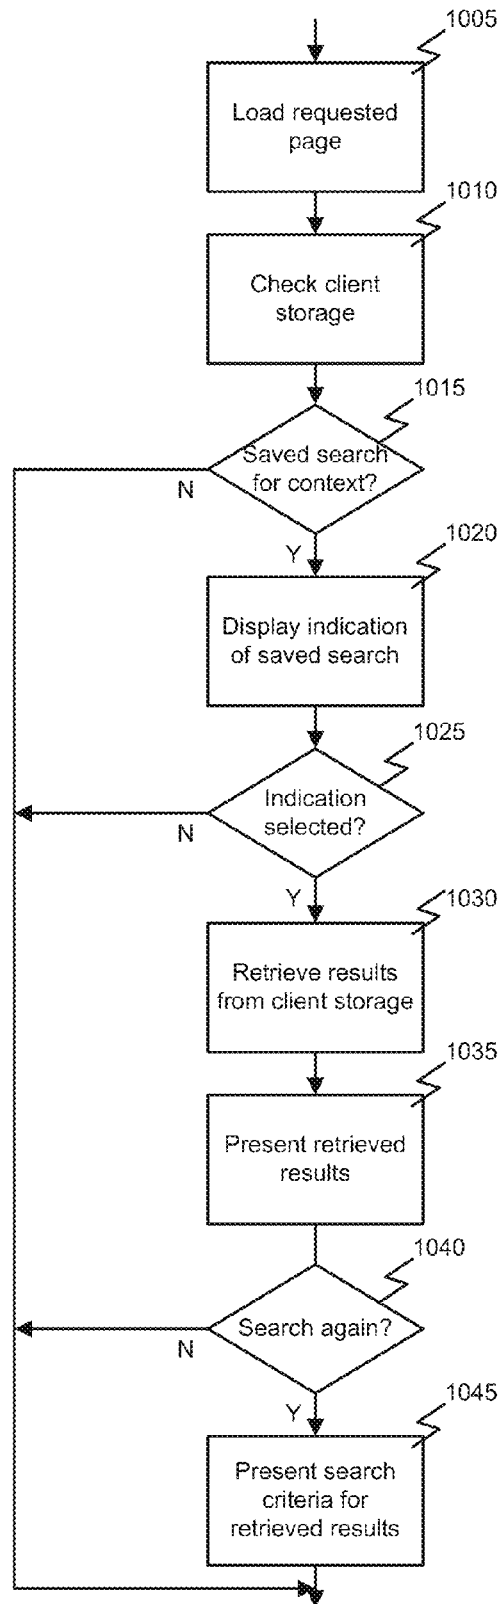 1005
Load requested
page
1010
Check client
storage
1015
Saved search
for context?
N
Y
1020
Display indication
of saved search
1025
Indication
selected?
N
Y
1030
Retrieve results
from client storage
1035
Present retrieved
results
1040
Search again?
N
Y
1045
Present search
criteria for
retrieved results